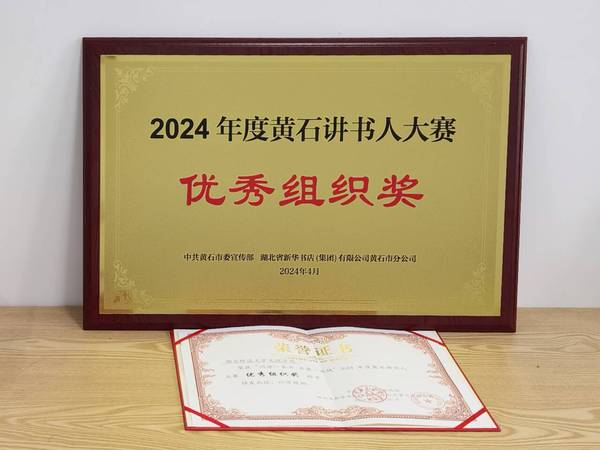 2024年度黄石讲书人大赛
优秀组织奖
中共黄石市委宣传部 湖北省新华书店(集团)有限公司黄石市分公司
2024年4月
荣誉证书
优秀组织奖